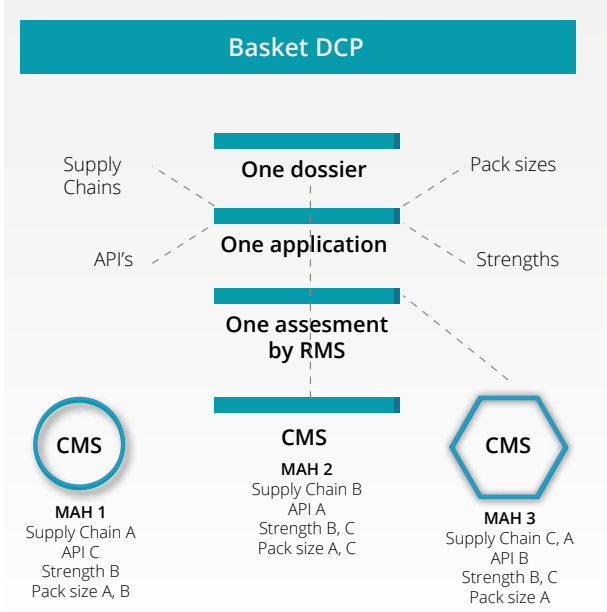 Basket DCP
Supply
Chains
One dossier
Pack sizes
API's
One application
Strengths
One assesment
by RMS
CMS
MAH 1
Supply Chain A
API C
Strength B
Pack size A, B
CMS
MAH 2
Supply Chain B
API A
Strength B, C
Pack size A, C
CMS
MAH 3
Supply Chain C, A
API B
Strength B, C
Pack size A